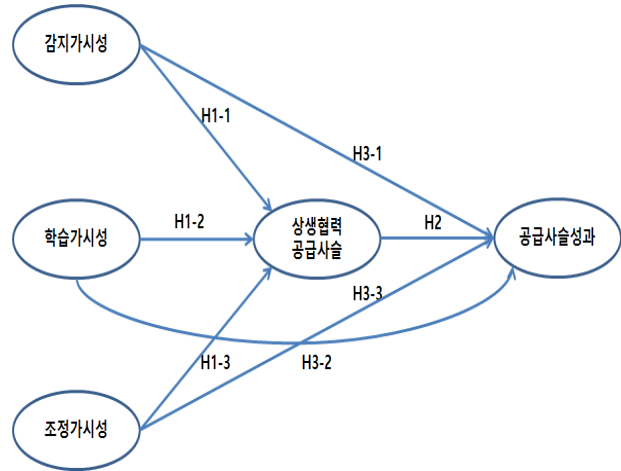 감지가시성
H1-1
H3-1
학습가시성
H1-2
상생협력
공급사슬
H2
공급사슬성과
H3-3
H1-3
H3-2
조정가시성